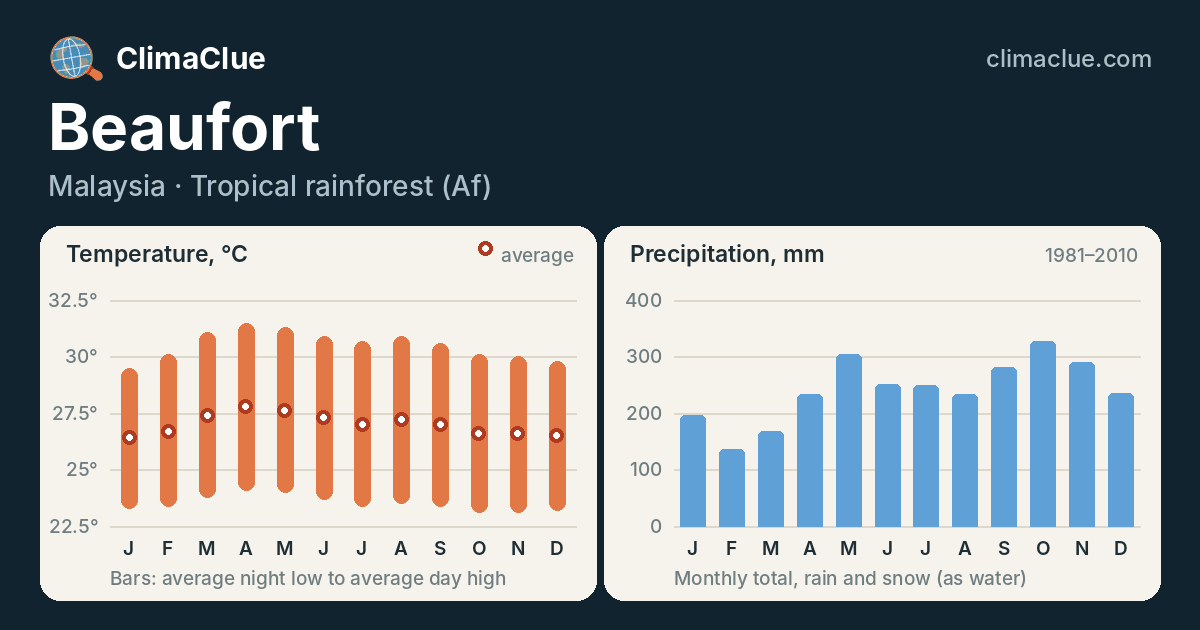 ClimaClue
climaclue.com
Beaufort
Malaysia · Tropical rainforest (Af)
Temperature, °C
average
32.5°
30°
27.5°
25°
22.5°
J F M A M J J A S O N D
Bars: average night low to average day high
Precipitation, mm
1981–2010
400
300
200
100
0
J F M A M J J A S O N D
Monthly total, rain and snow (as water)